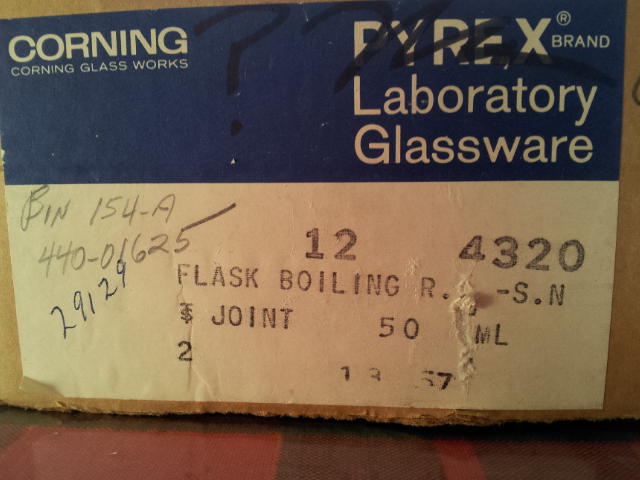 CORNING
CORNING GLASS WORKS
?
PYREX® BRAND
Laboratory
Glassware
BIN 154-A
440-01625
29129
12 4320
FLASK BOILING R. -S.N
$ JOINT 50 ML
2
57